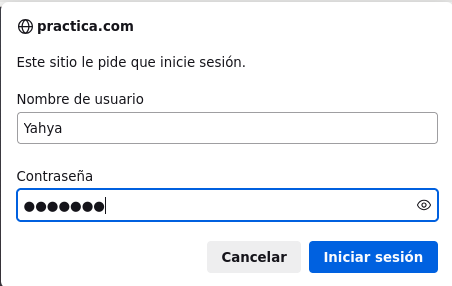 practica.com
Este sitio le pide que inicie sesión.
Nombre de usuario
Yahya
Contraseña
●●●●●●●
Cancelar
Iniciar sesión